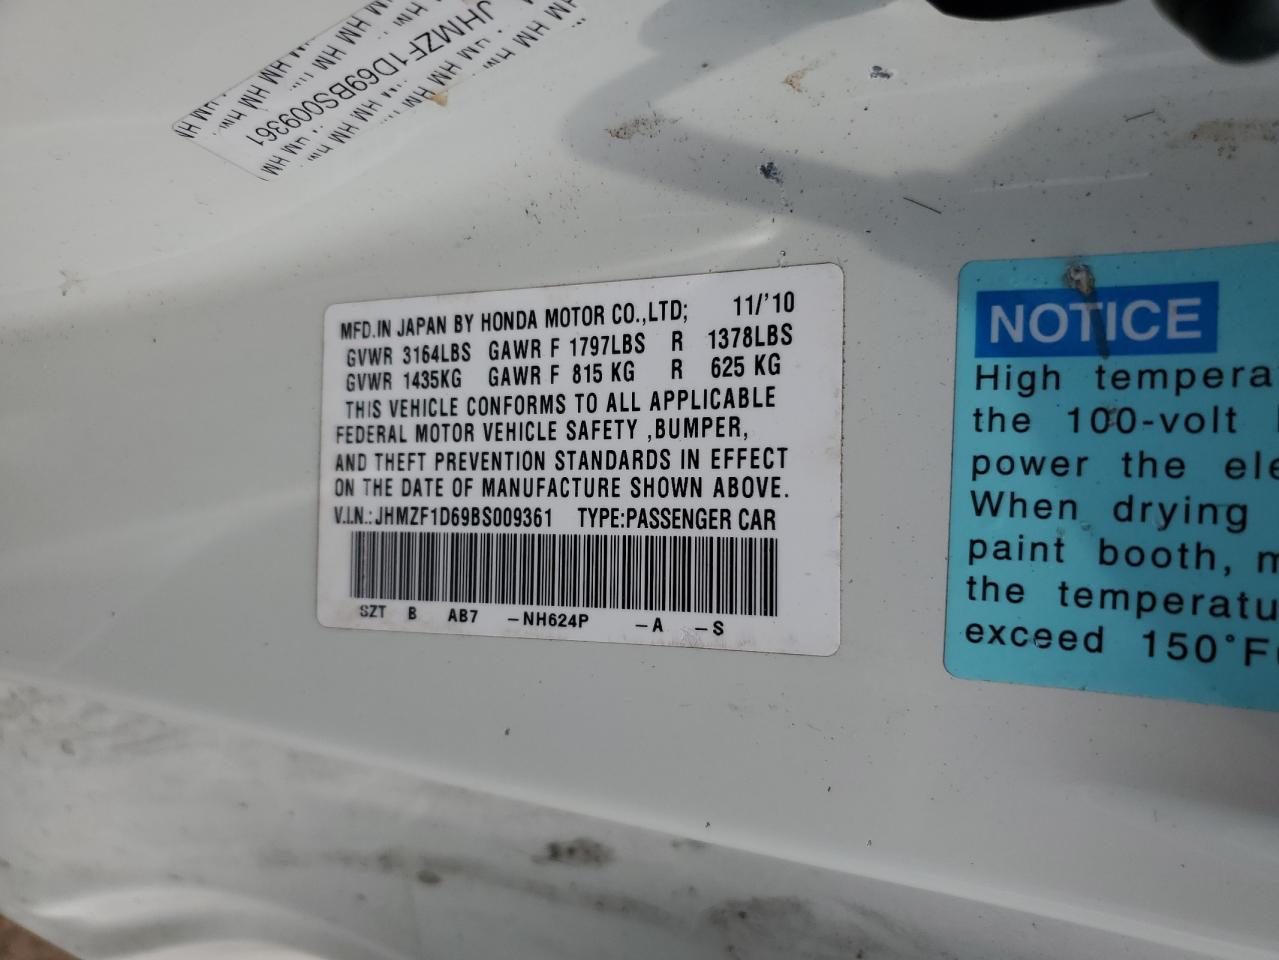 JHMZF1D69BS009361
MFD.IN JAPAN BY HONDA MOTOR CO.,LTD; 11/'10
GVWR 3164LBS GAWR F 1797LBS R 1378LBS
GVWR 1435KG GAWR F 815 KG R 625 KG
THIS VEHICLE CONFORMS TO ALL APPLICABLE
FEDERAL MOTOR VEHICLE SAFETY ,BUMPER,
AND THEFT PREVENTION STANDARDS IN EFFECT
ON THE DATE OF MANUFACTURE SHOWN ABOVE.
V.I.N.: JHMZF1D69BS009361 TYPE:PASSENGER CAR
SZT B AB7 -NH624P -A -S
NOTICE
High tempera
the 100-volt
power the ele
When drying
paint booth, m
the temperatu
exceed 150°F